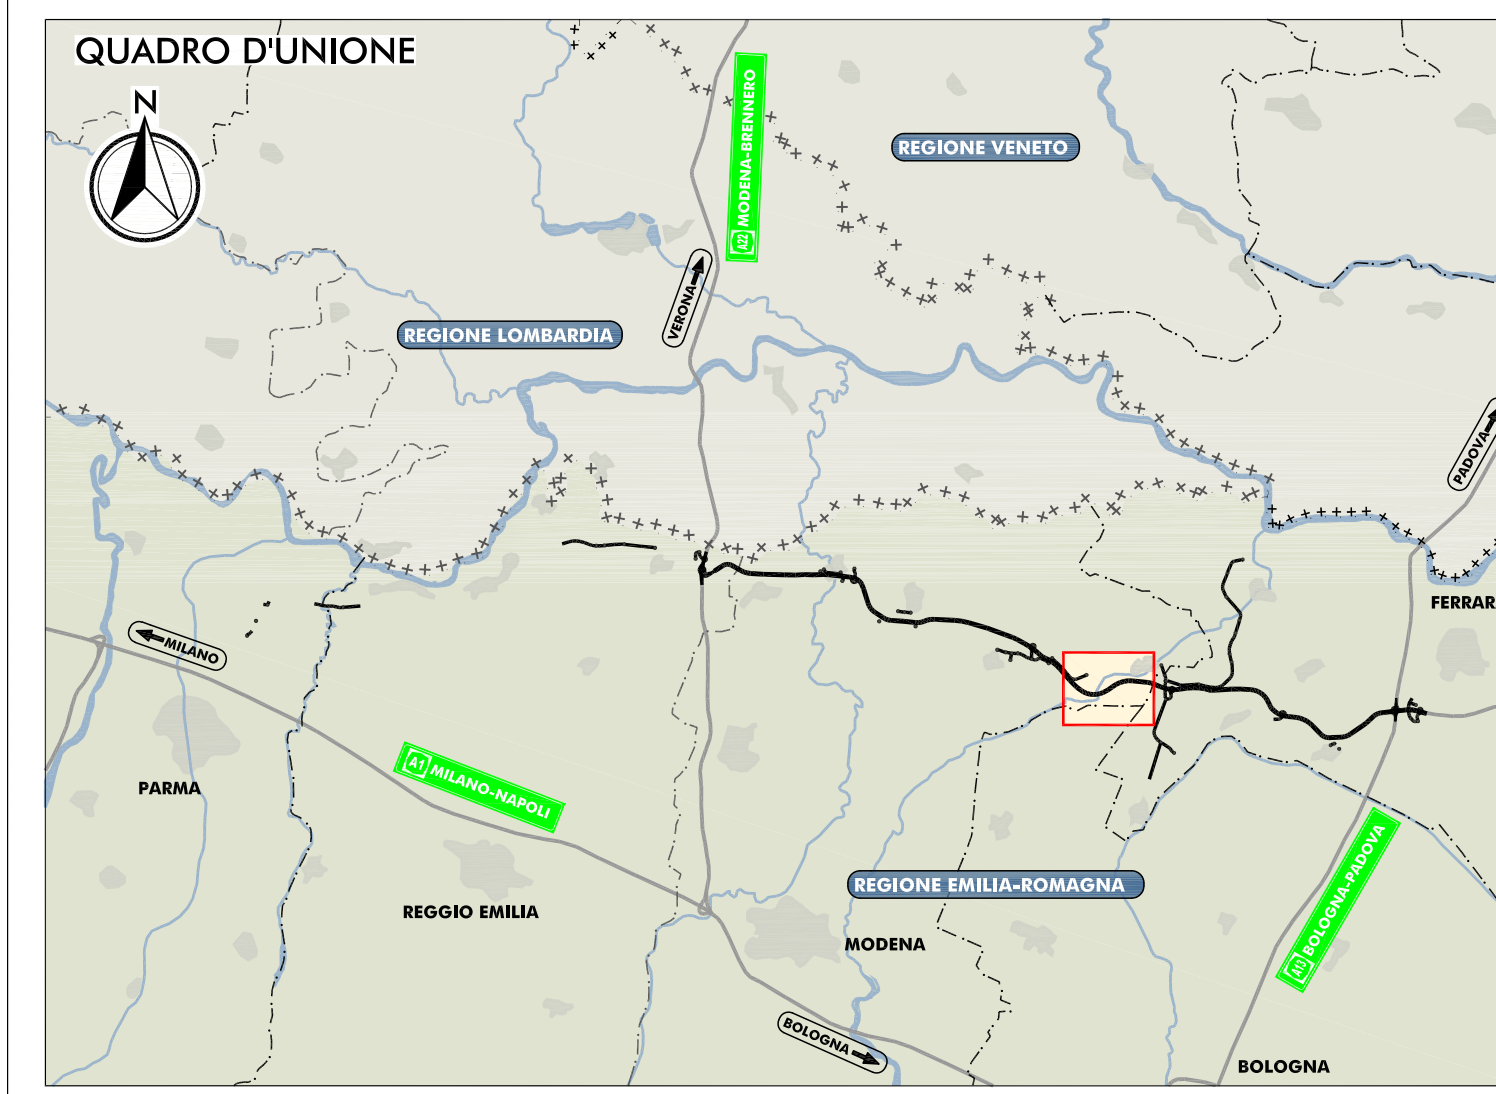 QUADRO D'UNIONE
N
A22 MODENA-BRENNERO
REGIONE VENETO
VERONA
REGIONE LOMBARDIA
PADOVA
FERRAR
MILANO
PARMA
A1 MILANO-NAPOLI
REGIONE EMILIA-ROMAGNA
REGGIO EMILIA
MODENA
A13 BOLOGNA-PADOVA
BOLOGNA
BOLOGNA